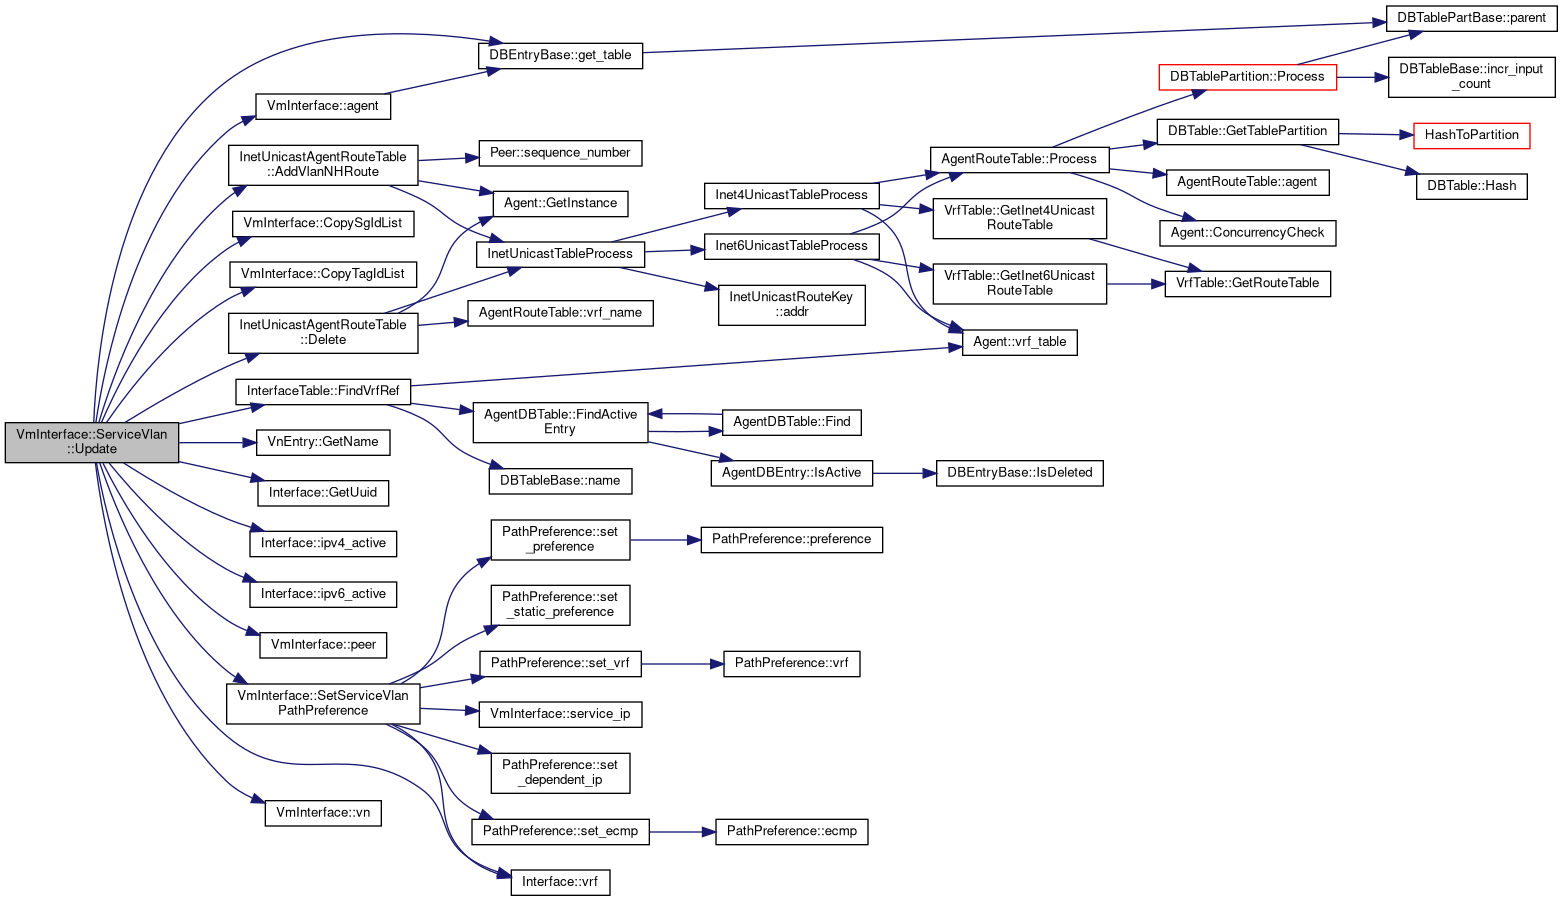 VmInterface::ServiceVlan
::Update
DBEntryBase::get_table
VmInterface::agent
InetUnicastAgentRouteTable
::AddVlanNHRoute
VmInterface::CopySgIdList
VmInterface::CopyTagIdList
InetUnicastAgentRouteTable
::Delete
InterfaceTable::FindVrfRef
VnEntry::GetName
Interface::GetUuid
Interface::ipv4_active
Interface::ipv6_active
VmInterface::peer
VmInterface::SetServiceVlan
PathPreference
VmInterface::vn
Peer::sequence_number
Agent::GetInstance
InetUnicastTableProcess
AgentRouteTable::vrf_name
AgentDBTable::FindActive
Entry
DBTableBase::name
PathPreference::set
_preference
PathPreference::set
_static_preference
PathPreference::set_vrf
VmInterface::service_ip
PathPreference::set
_dependent_ip
PathPreference::set_ecmp
Interface::vrf
Inet4UnicastTableProcess
Inet6UnicastTableProcess
InetUnicastRouteKey
::addr
AgentDBTable::Find
AgentDBEntry::IsActive
PathPreference::preference
PathPreference::vrf
PathPreference::ecmp
AgentRouteTable::Process
VrfTable::GetInet4Unicast
RouteTable
VrfTable::GetInet6Unicast
RouteTable
Agent::vrf_table
DBEntryBase::IsDeleted
DBTablePartition::Process
DBTable::GetTablePartition
AgentRouteTable::agent
Agent::ConcurrencyCheck
VrfTable::GetRouteTable
DBTablePartBase::parent
DBTableBase::incr_input
_count
HashToPartition
DBTable::Hash